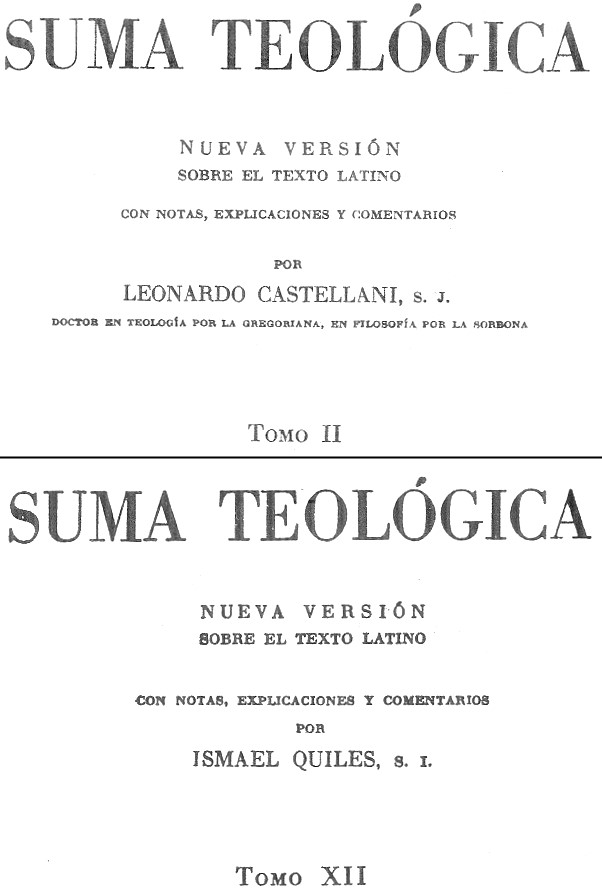 SUMA TEOLÓGICA
NUEVA VERSIÓN
SOBRE EL TEXTO LATINO
CON NOTAS, EXPLICACIONES Y COMENTARIOS
POR
LEONARDO CASTELLANI, S. J.
DOCTOR EN TEOLOGÍA POR LA GREGORIANA, EN FILOSOFÍA POR LA SORBONA
TOMO II
SUMA TEOLÓGICA
NUEVA VERSIÓN
SOBRE EL TEXTO LATINO
CON NOTAS, EXPLICACIONES Y COMENTARIOS
POR
ISMAEL QUILES, S. I.
TOMO XII